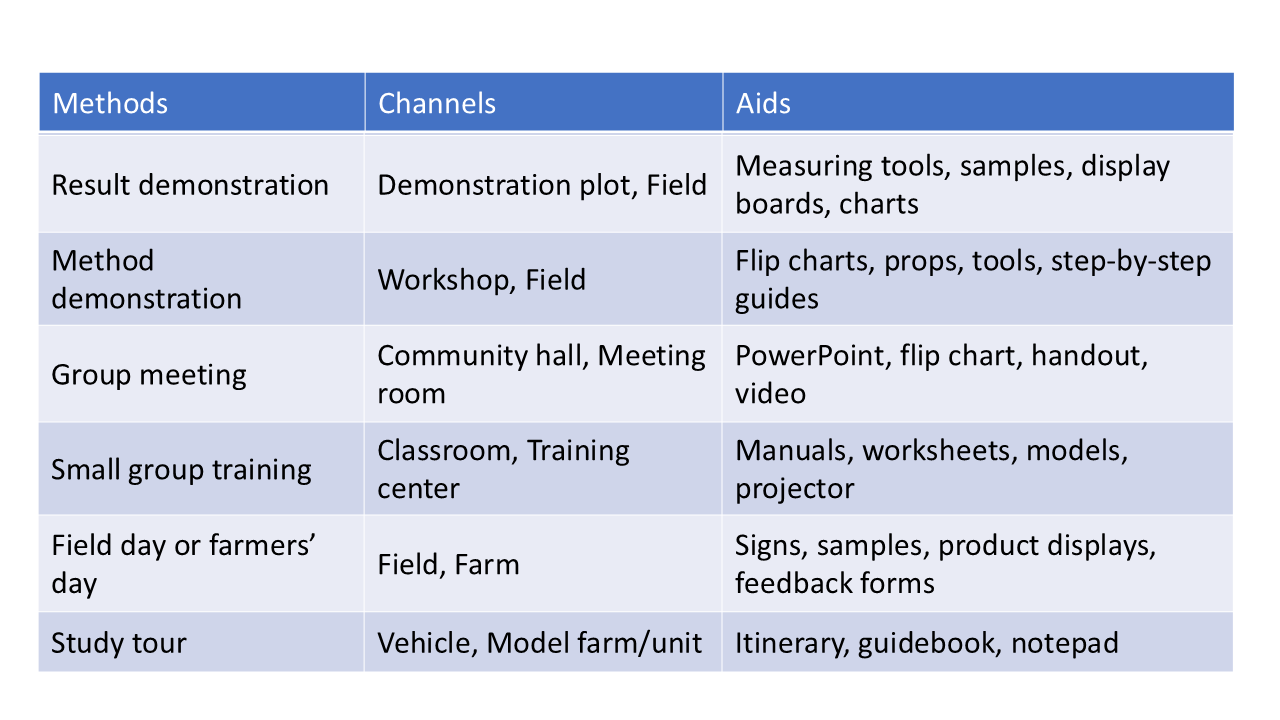 Methods
Channels
Aids
Result demonstration
Demonstration plot, Field
Measuring tools, samples, display
boards, charts
Method
demonstration
Workshop, Field
Flip charts, props, tools, step-by-step
guides
Group meeting
Community hall, Meeting
room
PowerPoint, flip chart, handout,
video
Small group training
Classroom, Training
center
Manuals, worksheets, models,
projector
Field day or farmers’
day
Field, Farm
Signs, samples, product displays,
feedback forms
Study tour
Vehicle, Model farm/unit
Itinerary, guidebook, notepad